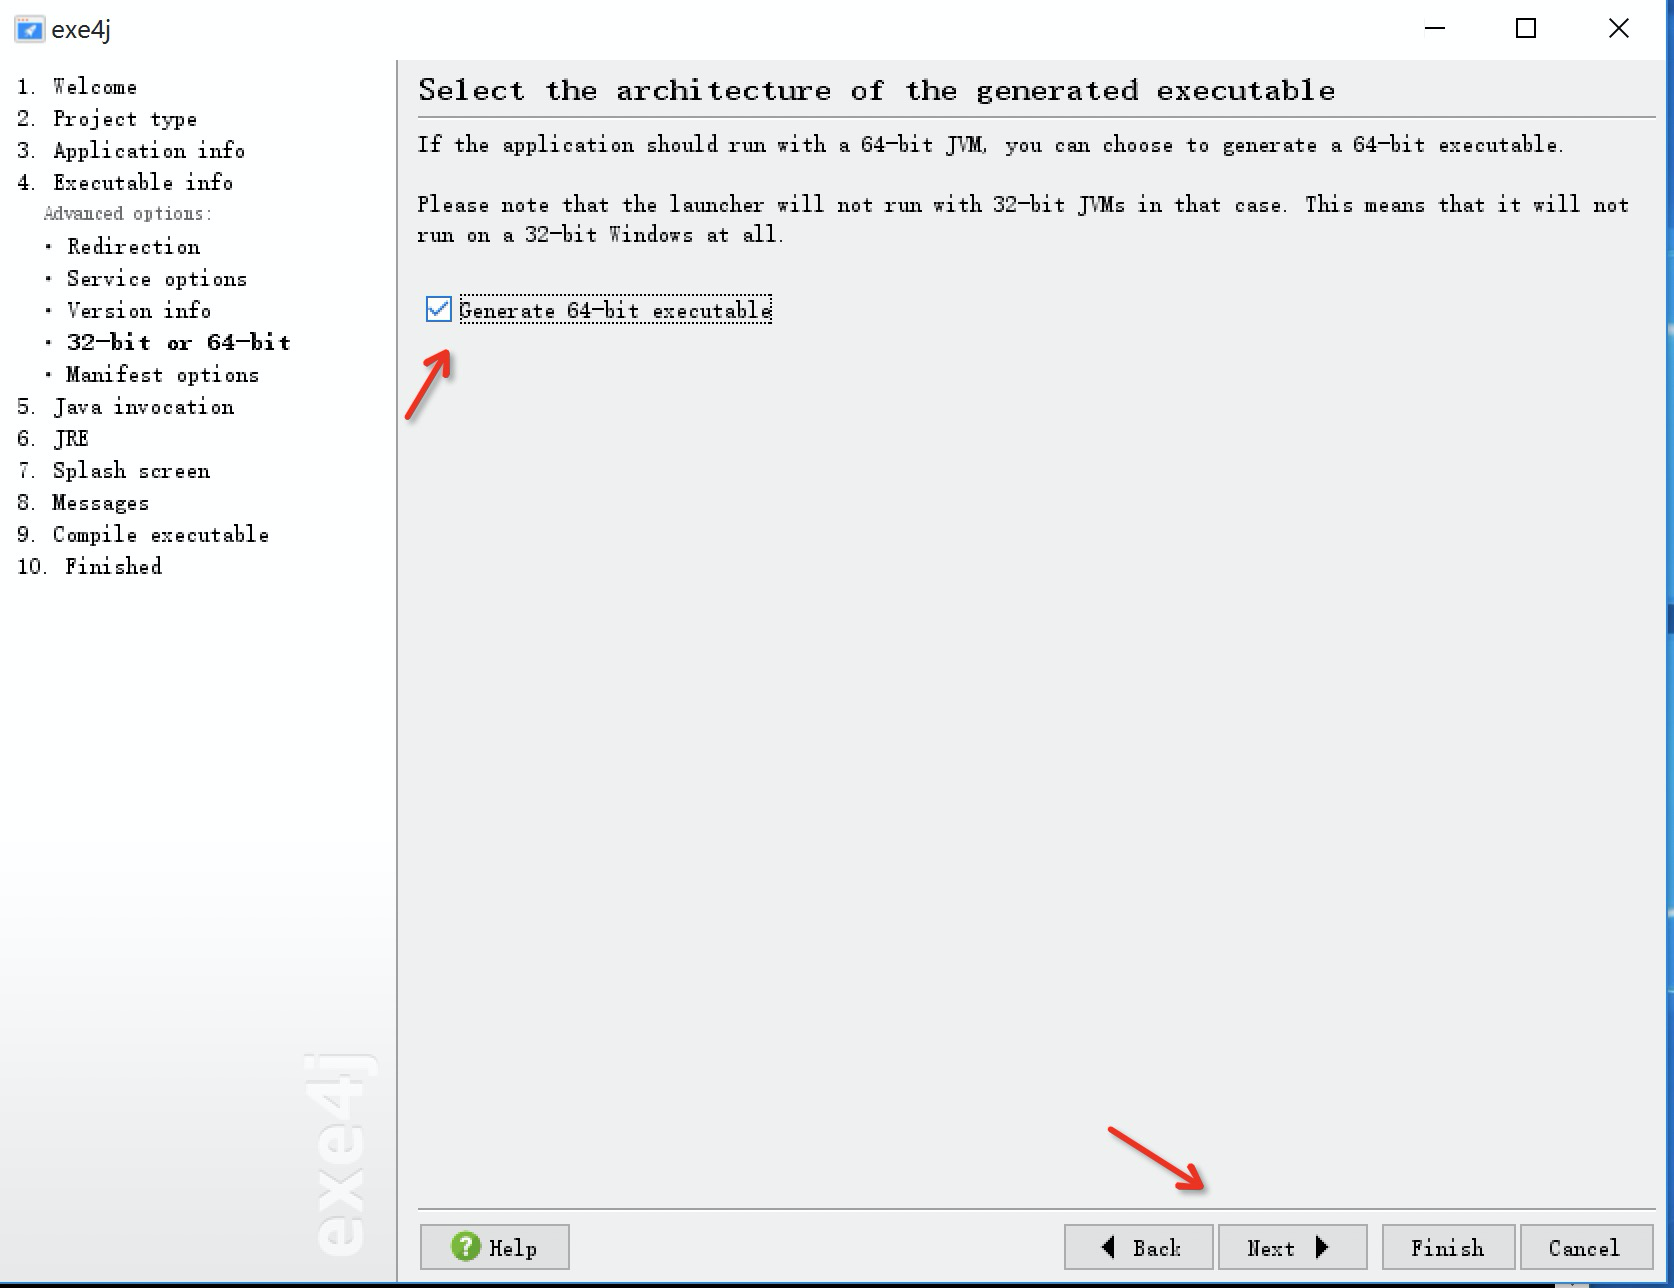 exe4j
1. Welcome
2. Project type
3. Application info
4. Executable info
Advanced options:
· Redirection
· Service options
· Version info
· 32-bit or 64-bit
· Manifest options
5. Java invocation
6. JRE
7. Splash screen
8. Messages
9. Compile executable
10. Finished
exe4j
Select the architecture of the generated executable
If the application should run with a 64-bit JVM, you can choose to generate a 64-bit executable.
Please note that the launcher will not run with 32-bit JVMs in that case. This means that it will not
run on a 32-bit Windows at all.
Generate 64-bit executable
? Help
Back
Next
Finish
Cancel